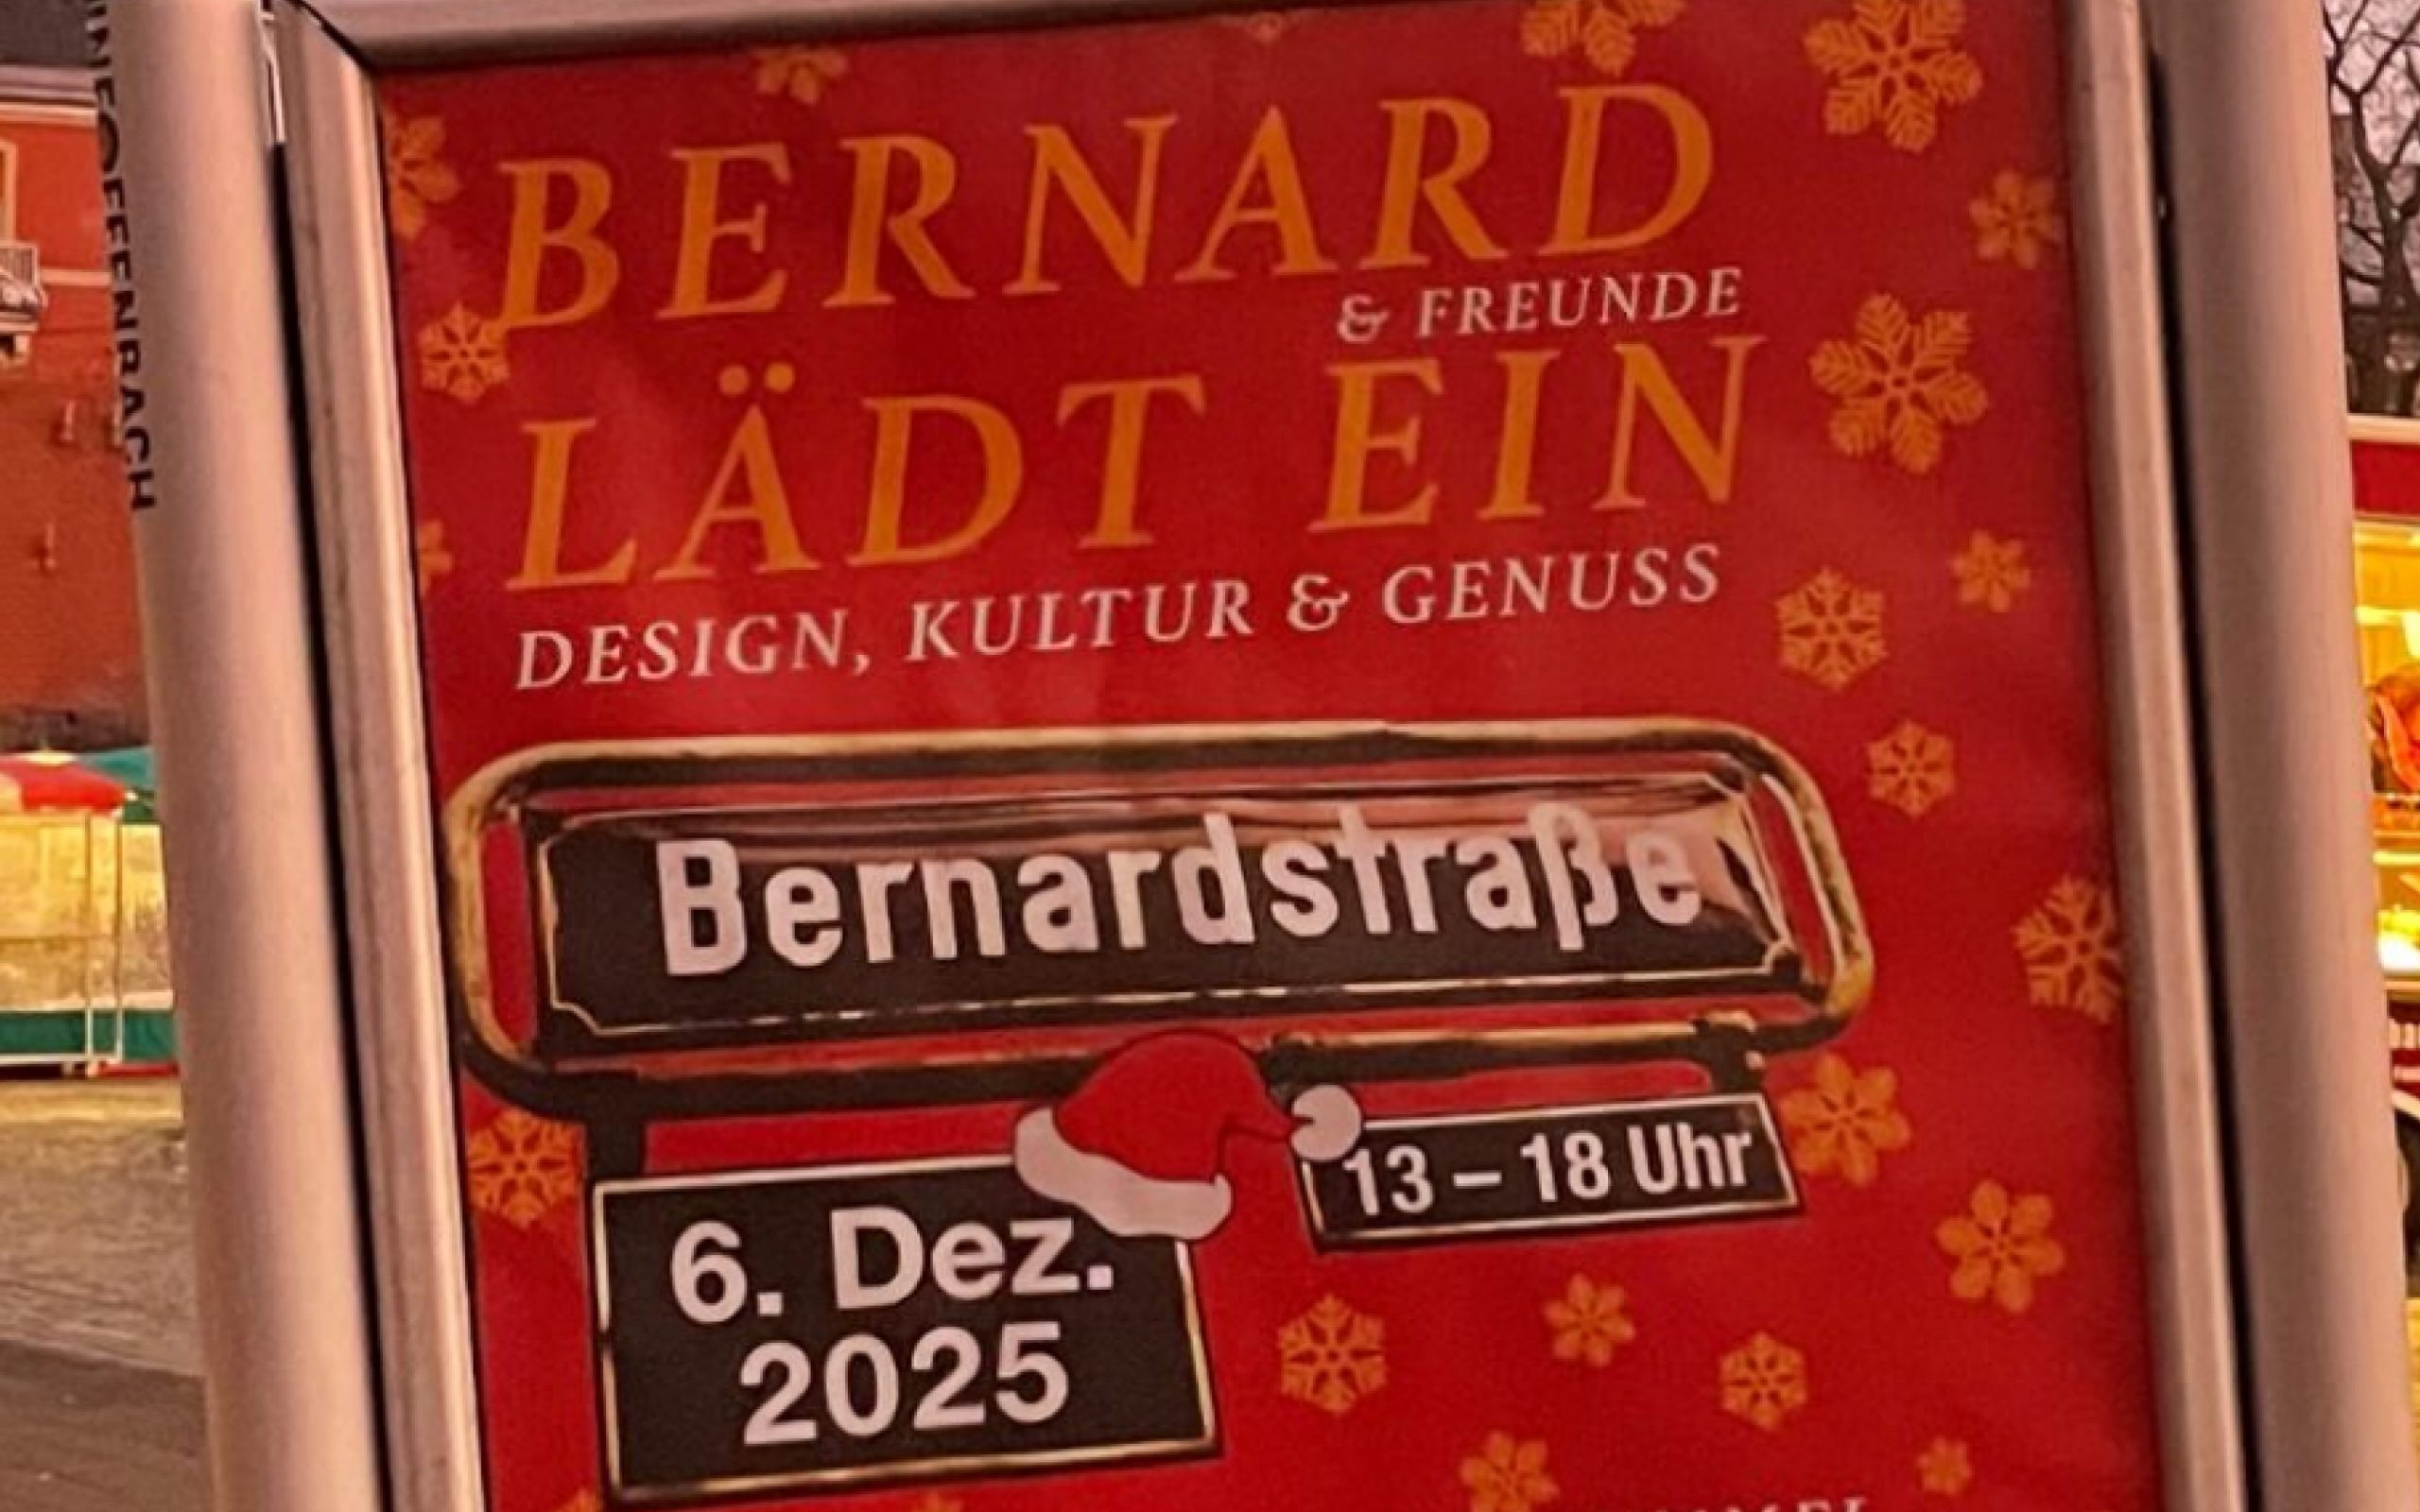 BERNARD
& FREUNDE
LÄDT EIN
DESIGN, KULTUR & GENUSS
Bernardstraße
13 – 18 Uhr
6. Dez.
2025